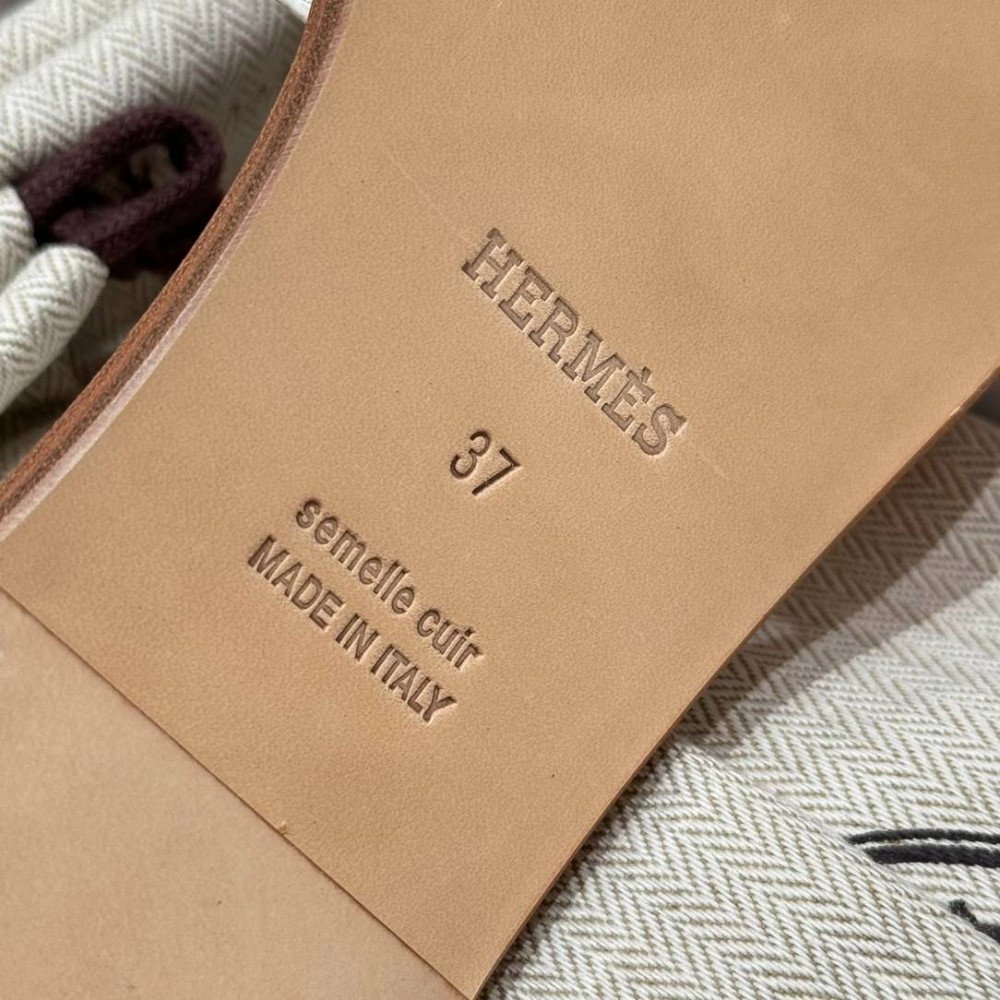 HERMÈS
37
semelle cuir
MADE IN ITALY